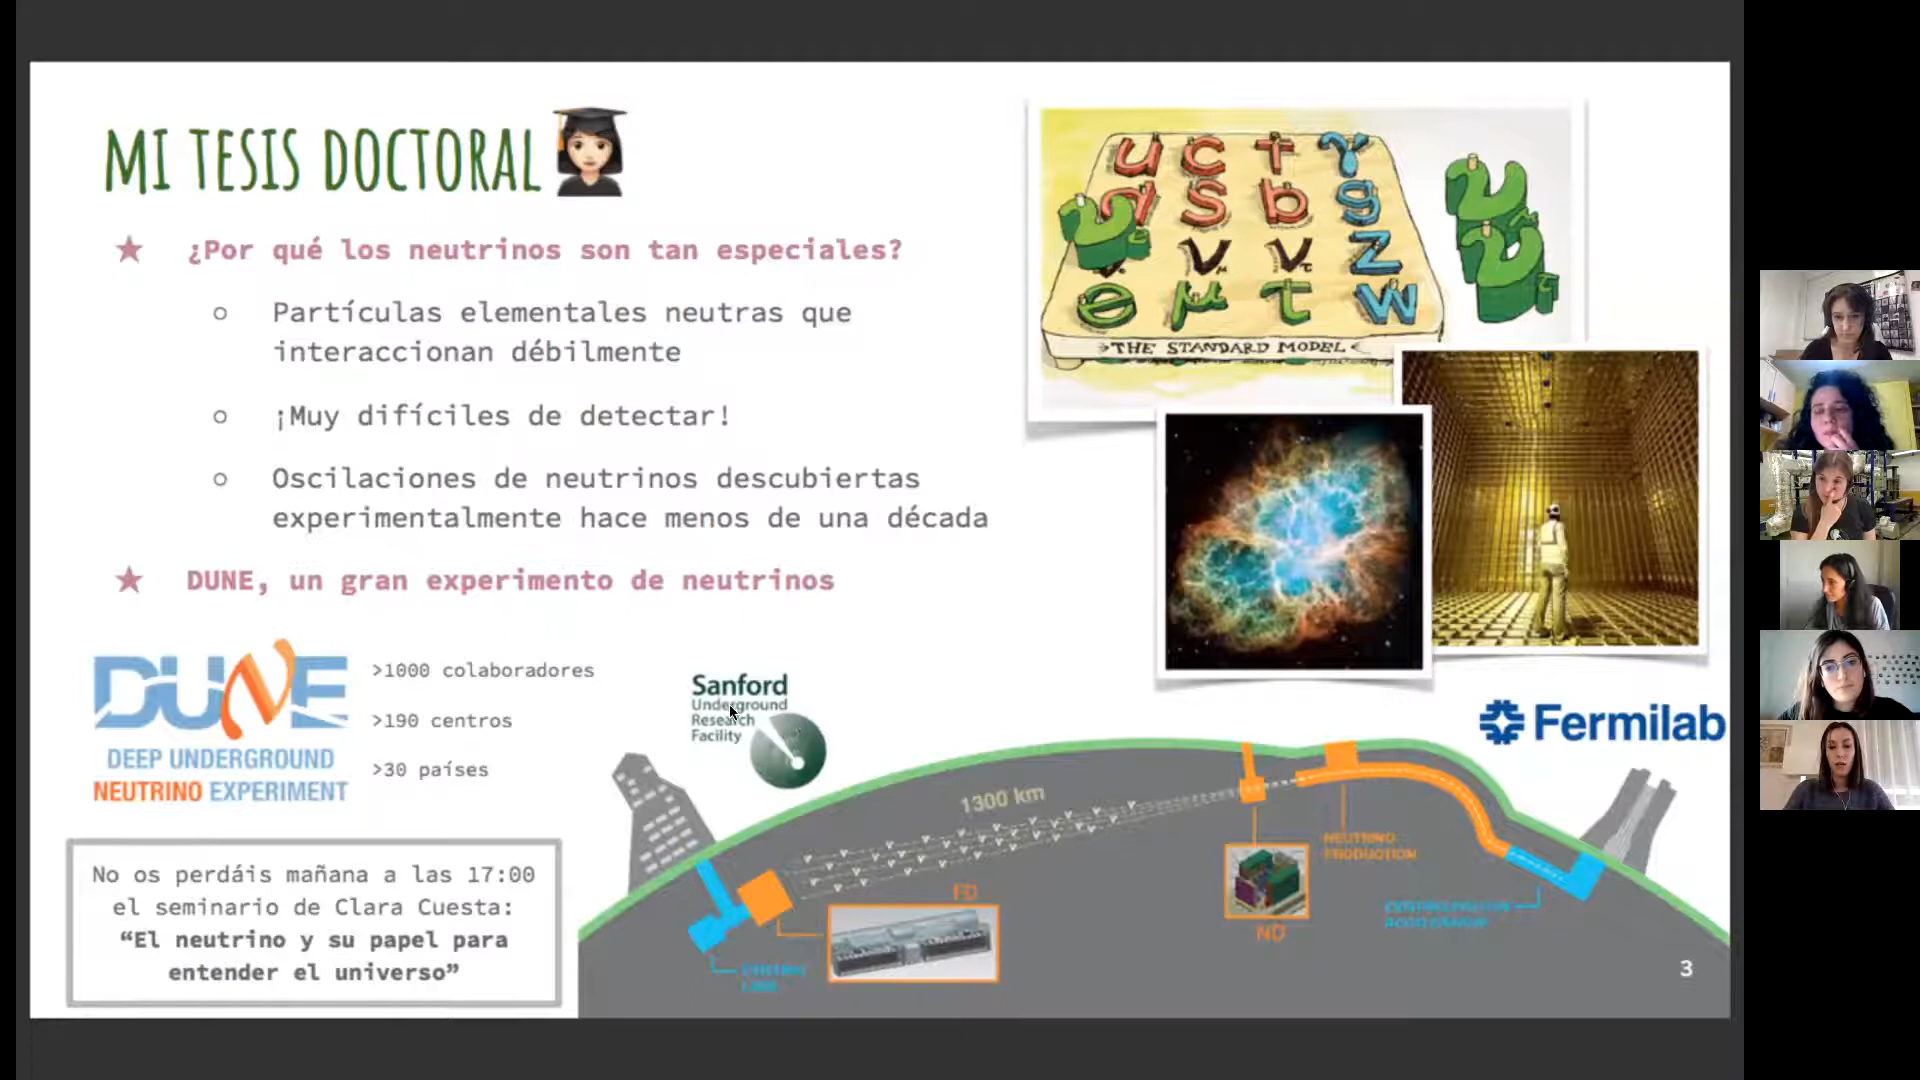 MI TESIS DOCTORAL
¿Por qué los neutrinos son tan especiales?
Partículas elementales neutras que
interaccionan débilmente
¡Muy difíciles de detectar!
Oscilaciones de neutrinos descubiertas
experimentalmente hace menos de una década
DUNE, un gran experimento de neutrinos
DUNE
DEEP UNDERGROUND
NEUTRINO EXPERIMENT
>1000 colaboradores
>190 centros
>30 países
No os perdáis mañana a las 17:00
el seminario de Clara Cuesta:
“El neutrino y su papel para
entender el universo”
u c t γ
d s b g
ν νμ ντ Z
e μ τ W
THE STANDARD MODEL
Sanford
Underground
Research
Facility
Fermilab
1300 km
NEUTRINO
PRODUCTION
FD
ND
3